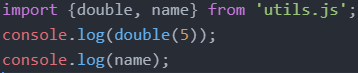 import {double, name} from 'utils.js';
console.log(double(5));
console.log(name);